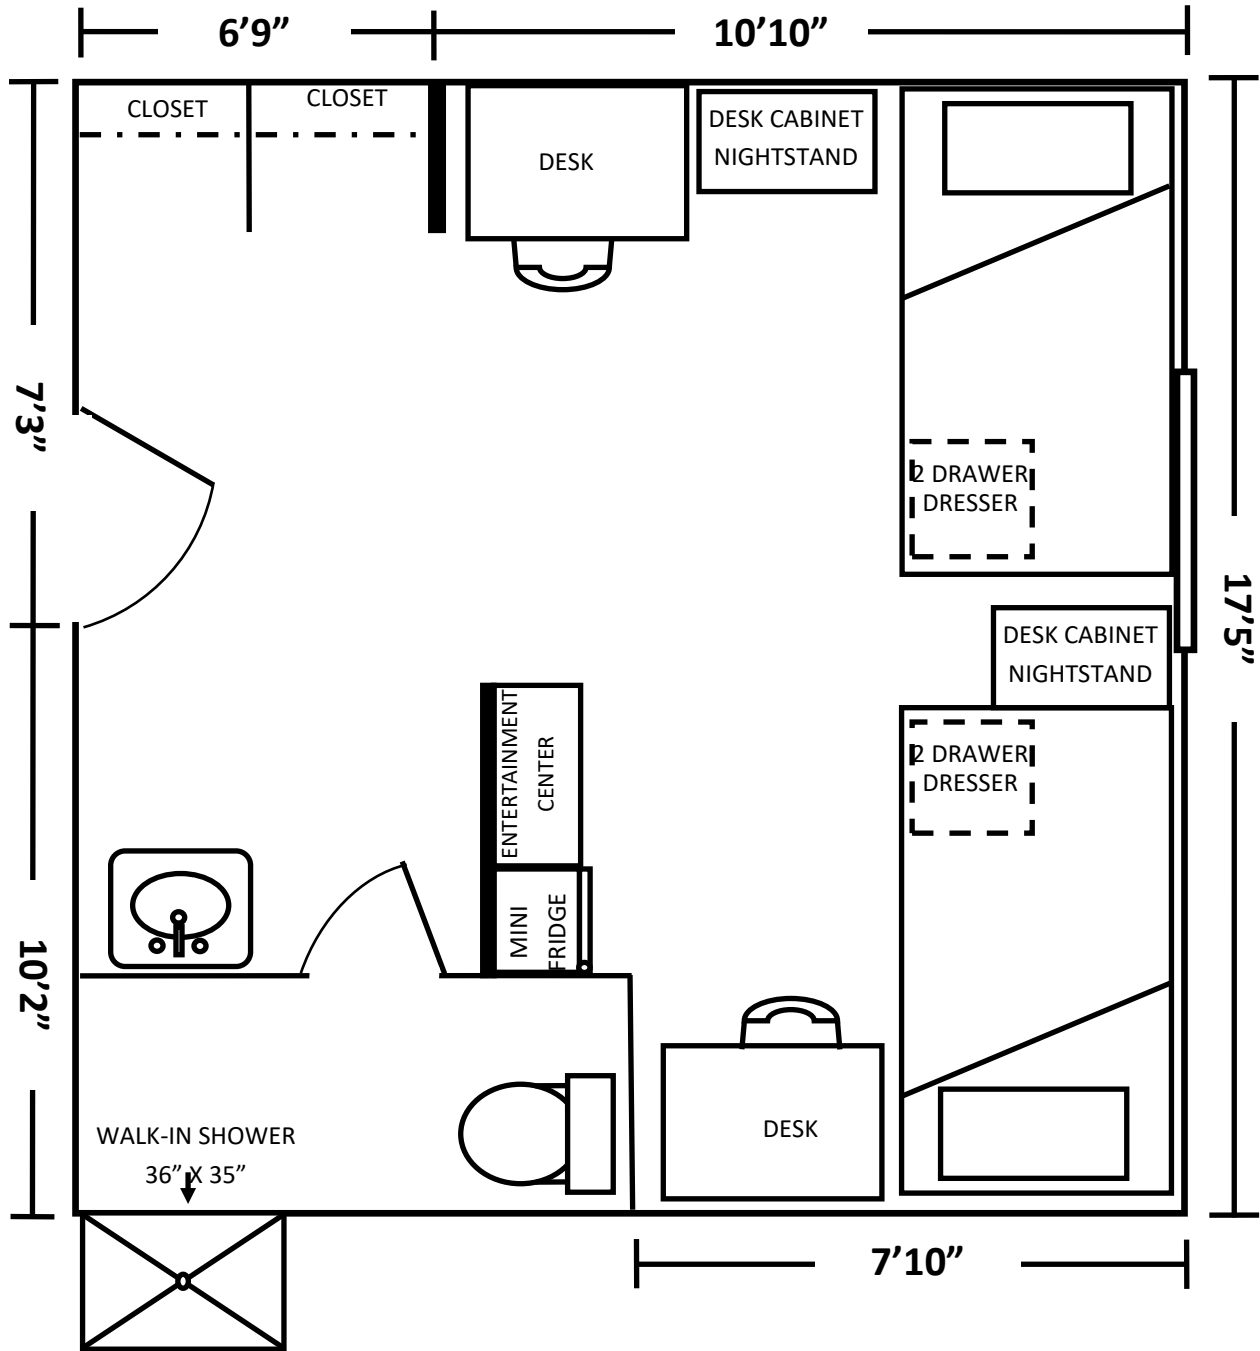 6’9”
10’10”
CLOSET
CLOSET
DESK
DESK CABINET
NIGHTSTAND
7’3”
2 DRAWER
DRESSER
17’5”
DESK CABINET
NIGHTSTAND
ENTERTAINMENT
CENTER
2 DRAWER
DRESSER
MINI
FRIDGE
10’2”
WALK-IN SHOWER
36” X 35”
DESK
7’10”